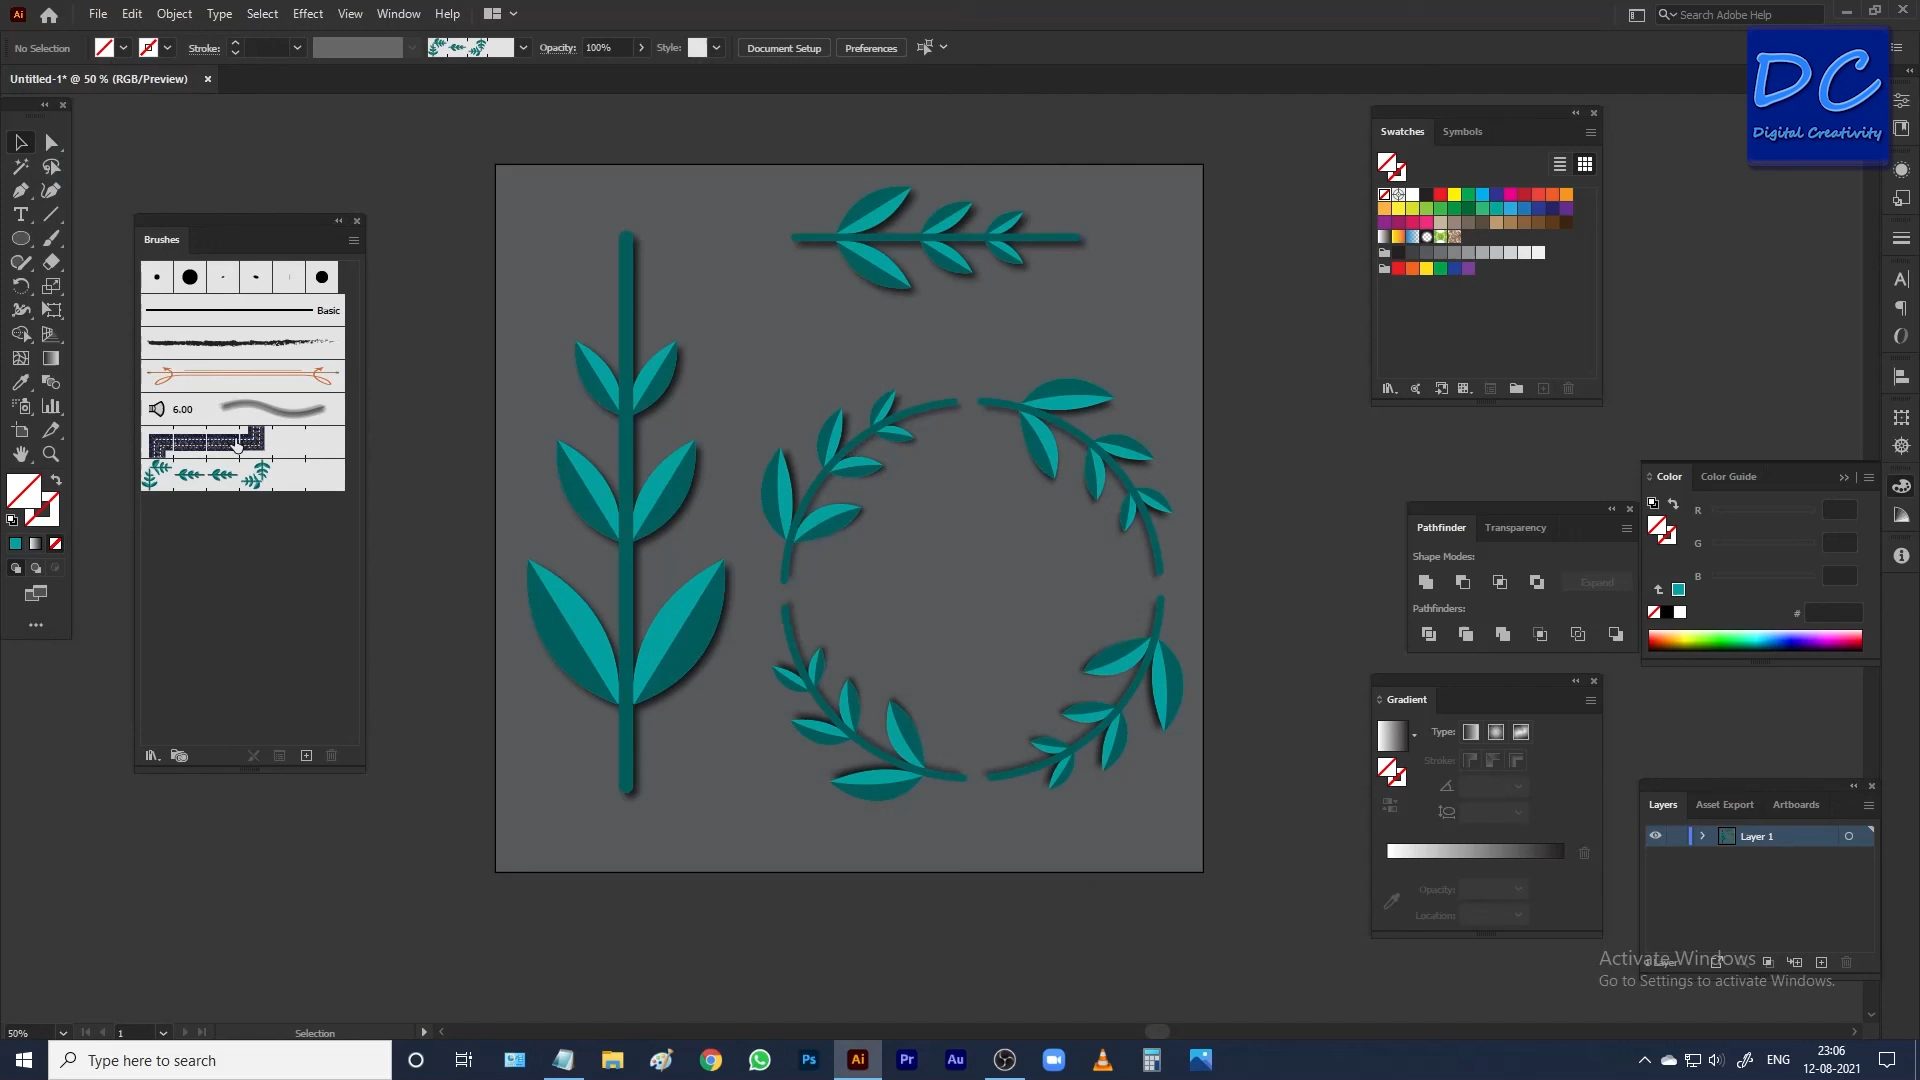 Ai File Edit Object Type Select Effect View Window Help Search Adobe Help
No Selection Stroke: Opacity: 100% Style: Document Setup Preferences
Untitled-1* @ 50 % (RGB/Preview)
DC
Digital Creativity
Swatches Symbols
Brushes
Basic
6.00
Color Color Guide
R
G
B
#
Pathfinder Transparency
Shape Modes:
Expand
Pathfinders:
Gradient
Type:
Stroke:
Opacity:
Location:
Layers Asset Export Artboards
Layer 1
Activate Windows
Go to Settings to activate Windows.
50% 1 Selection
Type here to search Ps Ai Pr Au ENG 23:06
12-08-2021